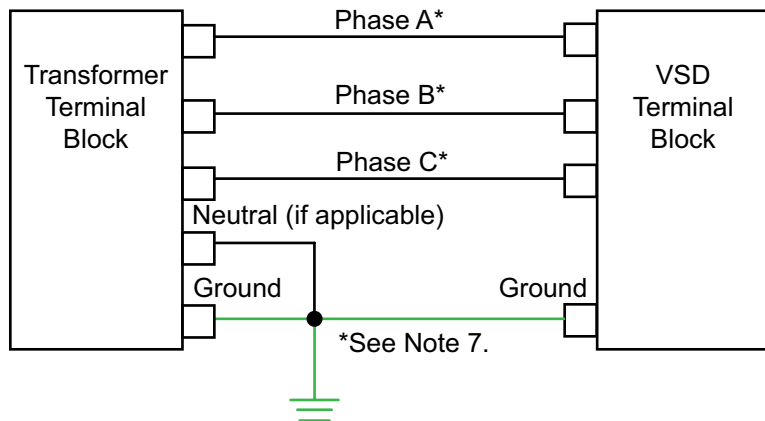 Phase A*
Transformer
Terminal
Block
VSD
Terminal
Block
Phase B*
Phase C*
Neutral (if applicable)
Ground
Ground
*See Note 7.